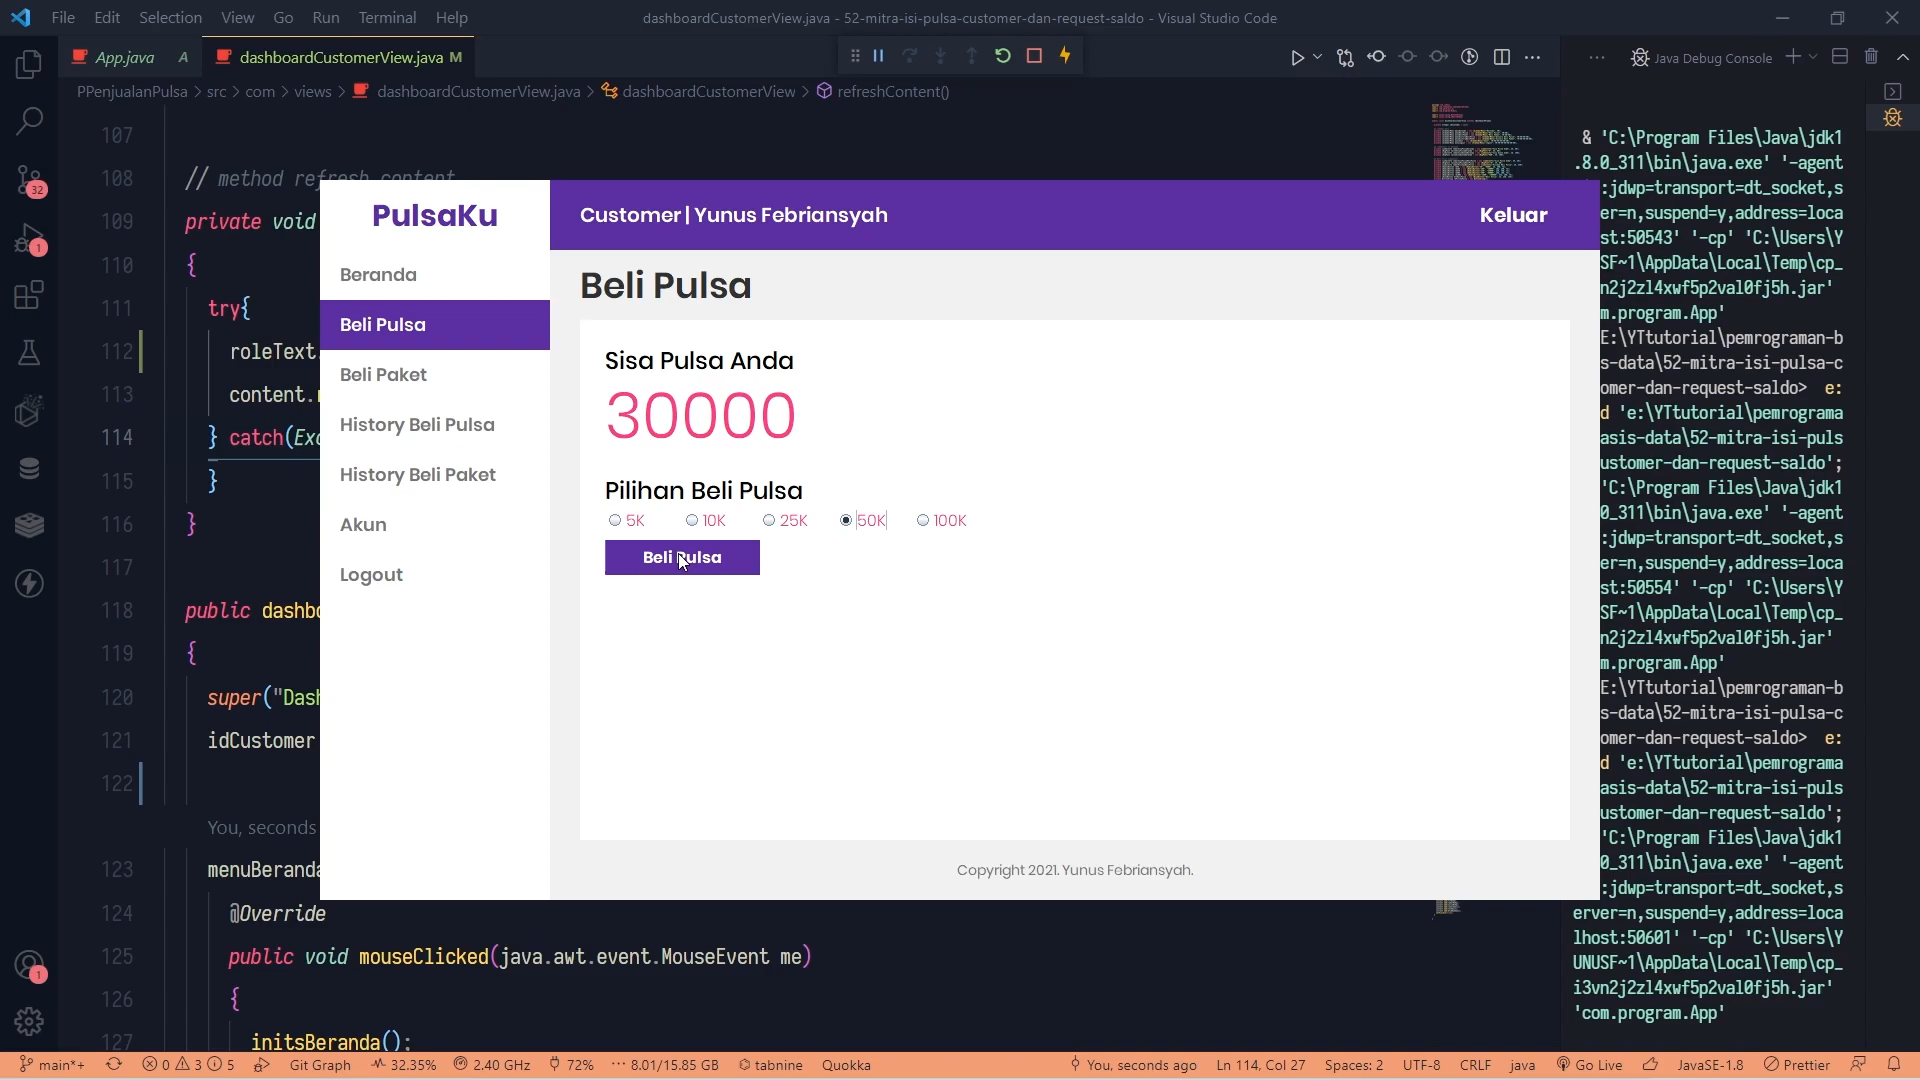 File Edit Selection View Go Run Terminal Help
dashboardCustomerView.java - 52-mitra-isi-pulsa-customer-dan-request-saldo - Visual Studio Code
App.java A
dashboardCustomerView.java M
Java Debug Console
PPenjualanPulsa > src > com > views > dashboardCustomerView.java > dashboardCustomerView > refreshContent()
32
1
1
107
108 // method refresh content
109 private void
110 {
111 try{
112 roleText.
113 content.
114 } catch(Exc
115 }
116 }
117
118 public dashbo
119 {
120 super("Dash
121 idCustomer
122
You, seconds
123 menuBeranda
124 @Override
125 public void mouseClicked(java.awt.event.MouseEvent me)
126 {
127 initsBeranda();
PulsaKu
Customer | Yunus Febriansyah
Keluar
Beranda
Beli Pulsa
Beli Paket
History Beli Pulsa
History Beli Paket
Akun
Logout
Beli Pulsa
Sisa Pulsa Anda
30000
Pilihan Beli Pulsa
5K 10K 25K 50K 100K
Beli Pulsa
Copyright 2021. Yunus Febriansyah.
& 'C:\Program Files\Java\jdk1
.8.0_311\bin\java.exe' '-agent
:jdwp=transport=dt_socket,s
er=n,suspend=y,address=loca
st:50543' '-cp' 'C:\Users\Y
SF~1\AppData\Local\Temp\cp_
n2j2zl4xwf5p2val0fj5h.jar'
m.program.App'
E:\YTtutorial\pemrograman-b
s-data\52-mitra-isi-pulsa-c
omer-dan-request-saldo> e:
d 'e:\YTtutorial\pemrograma
asis-data\52-mitra-isi-puls
ustomer-dan-request-saldo';
'C:\Program Files\Java\jdk1
0_311\bin\java.exe' '-agent
:jdwp=transport=dt_socket,s
er=n,suspend=y,address=loca
st:50554' '-cp' 'C:\Users\Y
SF~1\AppData\Local\Temp\cp_
n2j2zl4xwf5p2val0fj5h.jar'
m.program.App'
E:\YTtutorial\pemrograman-b
s-data\52-mitra-isi-pulsa-c
omer-dan-request-saldo> e:
d 'e:\YTtutorial\pemrograma
asis-data\52-mitra-isi-puls
ustomer-dan-request-saldo';
'C:\Program Files\Java\jdk1
0_311\bin\java.exe' '-agent
:jdwp=transport=dt_socket,s
erver=n,suspend=y,address=loca
lhost:50601' '-cp' 'C:\Users\Y
UNUSF~1\AppData\Local\Temp\cp_
i3vn2j2zl4xwf5p2val0fj5h.jar'
'com.program.App'
main*+ 0 3 5 Git Graph 32.35% 2.40 GHz 72% 8.01/15.85 GB tabnine Quokka You, seconds ago Ln 114, Col 27 Spaces: 2 UTF-8 CRLF java Go Live JavaSE-1.8 Prettier